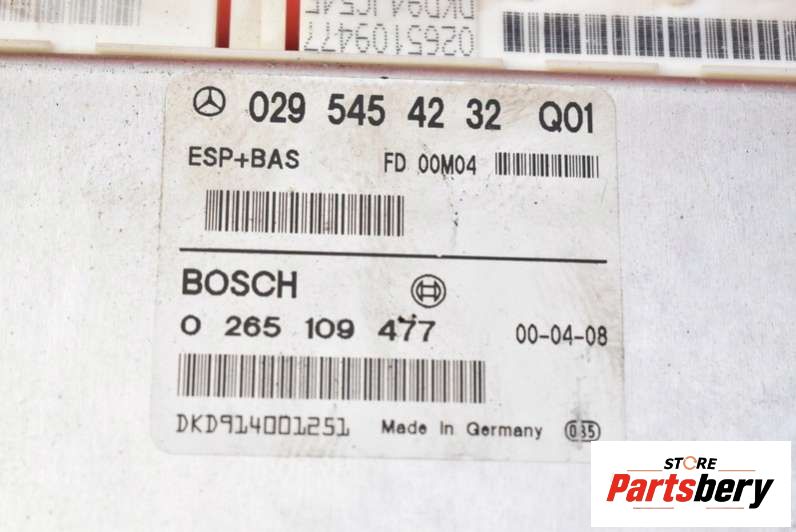 0265109477
029 545 42 32 Q01
ESP+BAS FD 00M04
BOSCH
0 265 109 477 00-04-08
DKD914001251 Made In Germany 035
STORE
Partsbery